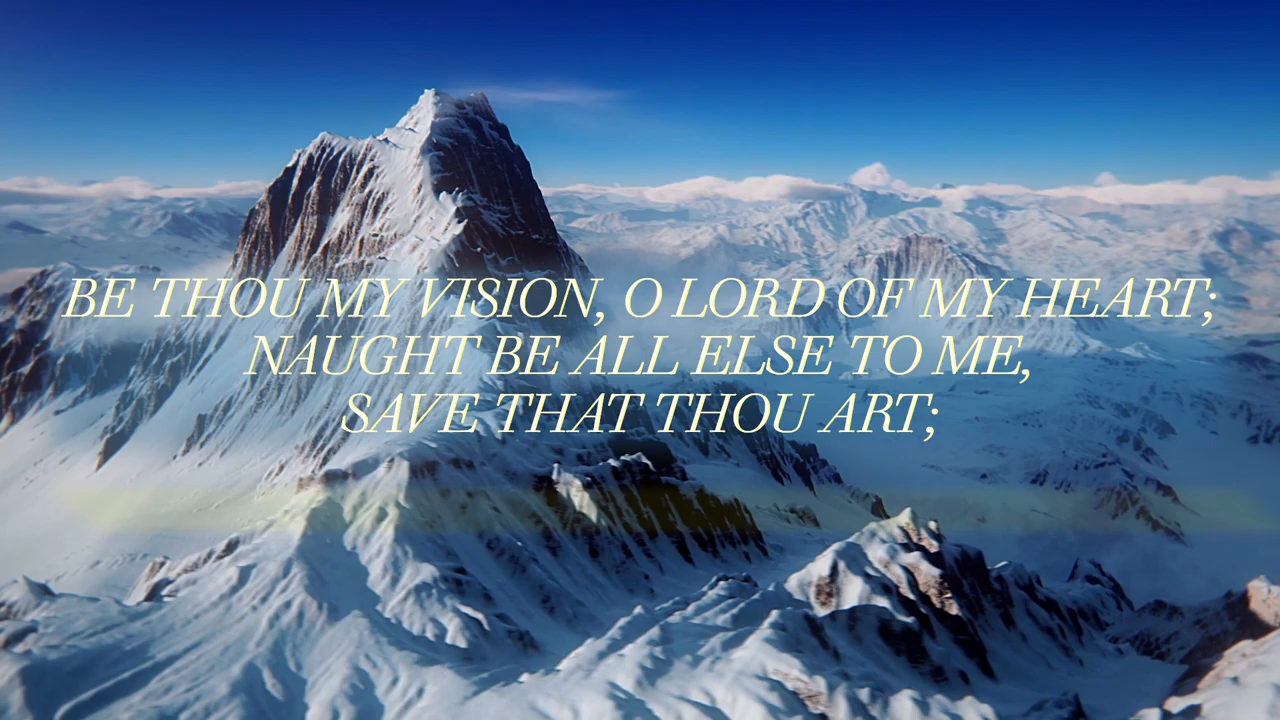 BE THOU MY VISION, O LORD OF MY HEART;
NAUGHT BE ALL ELSE TO ME,
SAVE THAT THOU ART;